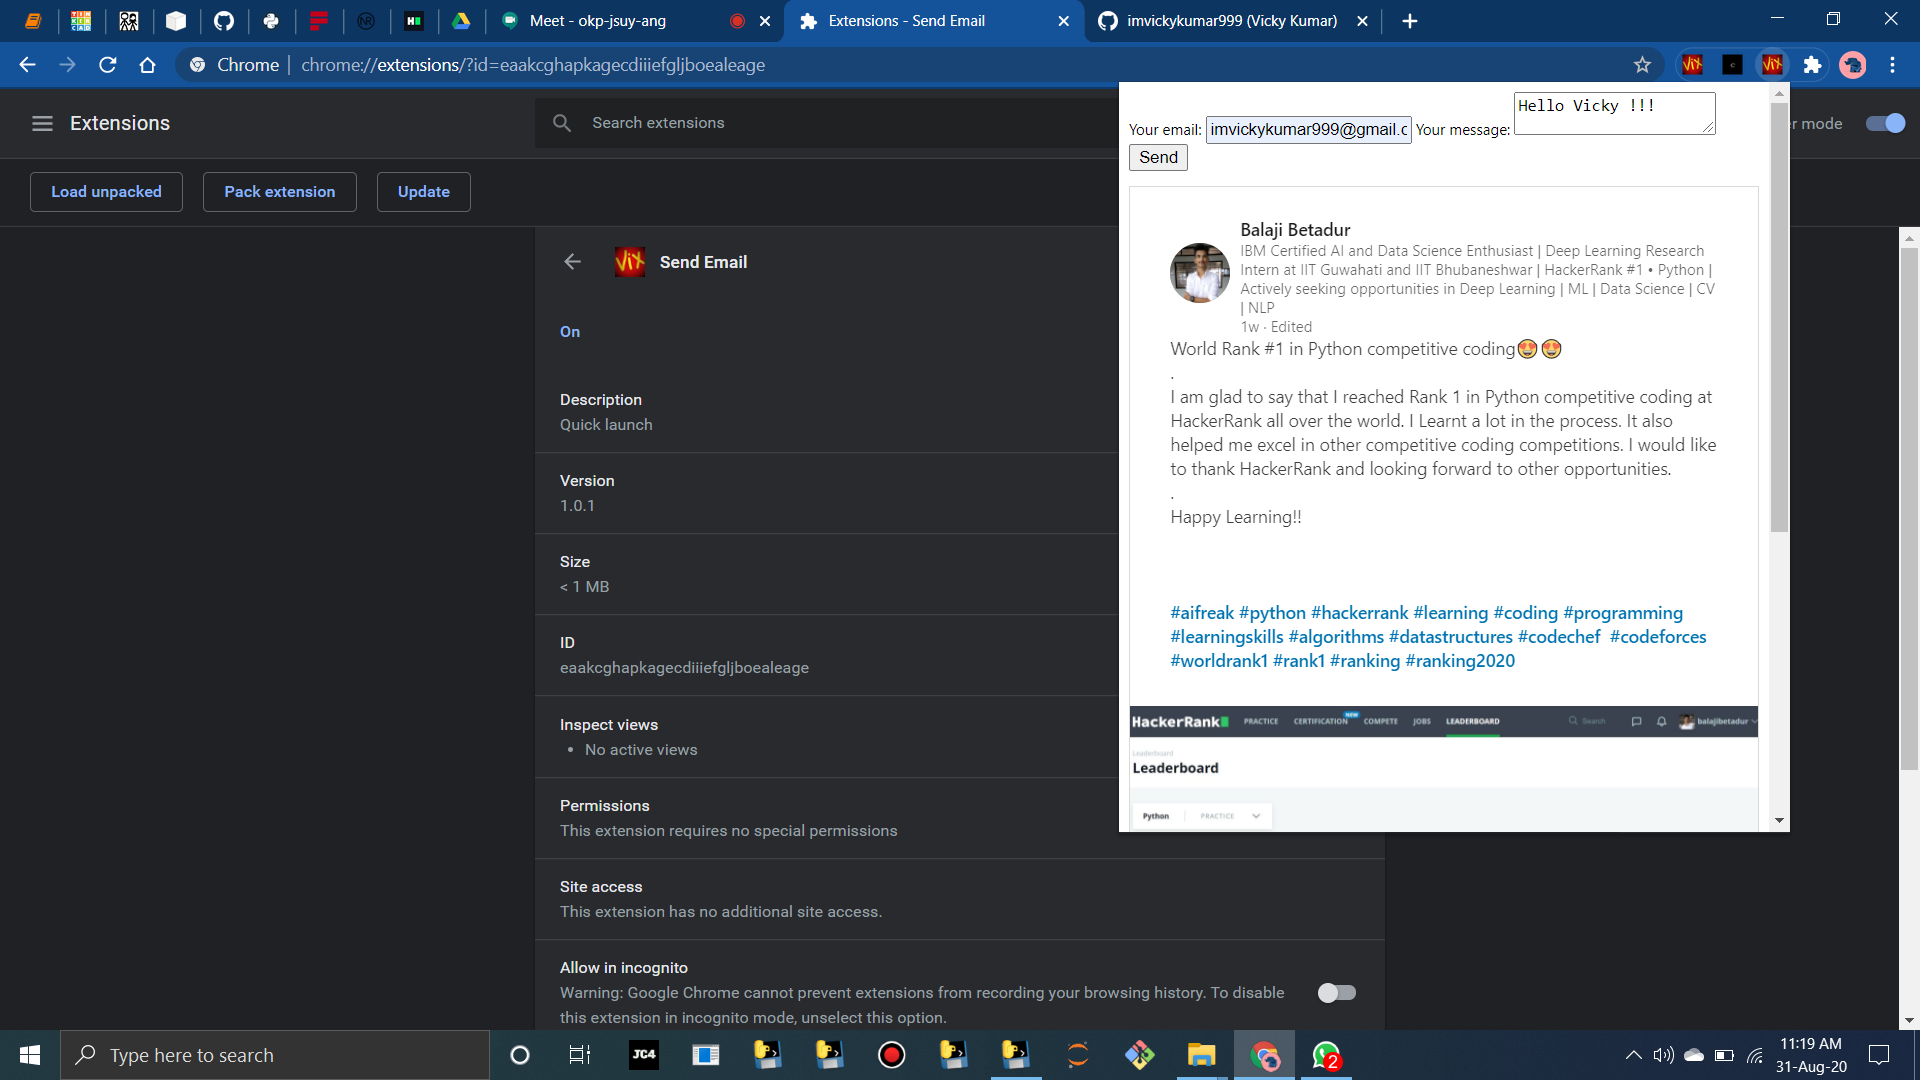 Meet - okp-jsuy-ang
Extensions - Send Email
imvickykumar999 (Vicky Kumar)
Chrome
chrome://extensions/?id=eaakcghapkagecdiiiefgljboealeage
Extensions
Search extensions
r mode
Load unpacked
Pack extension
Update
Send Email
On
Description
Quick launch
Version
1.0.1
Size
< 1 MB
ID
eaakcghapkagecdiiiefgljboealeage
Inspect views
• No active views
Permissions
This extension requires no special permissions
Site access
This extension has no additional site access.
Allow in incognito
Warning: Google Chrome cannot prevent extensions from recording your browsing history. To disable
this extension in incognito mode, unselect this option.
Your email: imvickykumar999@gmail.c Your message: Hello Vicky !!!
Send
Balaji Betadur
IBM Certified AI and Data Science Enthusiast | Deep Learning Research
Intern at IIT Guwahati and IIT Bhubaneshwar | HackerRank #1 • Python |
Actively seeking opportunities in Deep Learning | ML | Data Science | CV
| NLP
1w · Edited
World Rank #1 in Python competitive coding😍😍
.
I am glad to say that I reached Rank 1 in Python competitive coding at
HackerRank all over the world. I Learnt a lot in the process. It also
helped me excel in other competitive coding competitions. I would like
to thank HackerRank and looking forward to other opportunities.
.
Happy Learning!!
#aifreak #python #hackerrank #learning #coding #programming
#learningskills #algorithms #datastructures #codechef #codeforces
#worldrank1 #rank1 #ranking #ranking2020
HackerRank PRACTICE CERTIFICATION NEW COMPETE JOBS LEADERBOARD Search balajibetadur
Leaderboard
Leaderboard
Python PRACTICE
Type here to search
JC4
2
11:19 AM
31-Aug-20